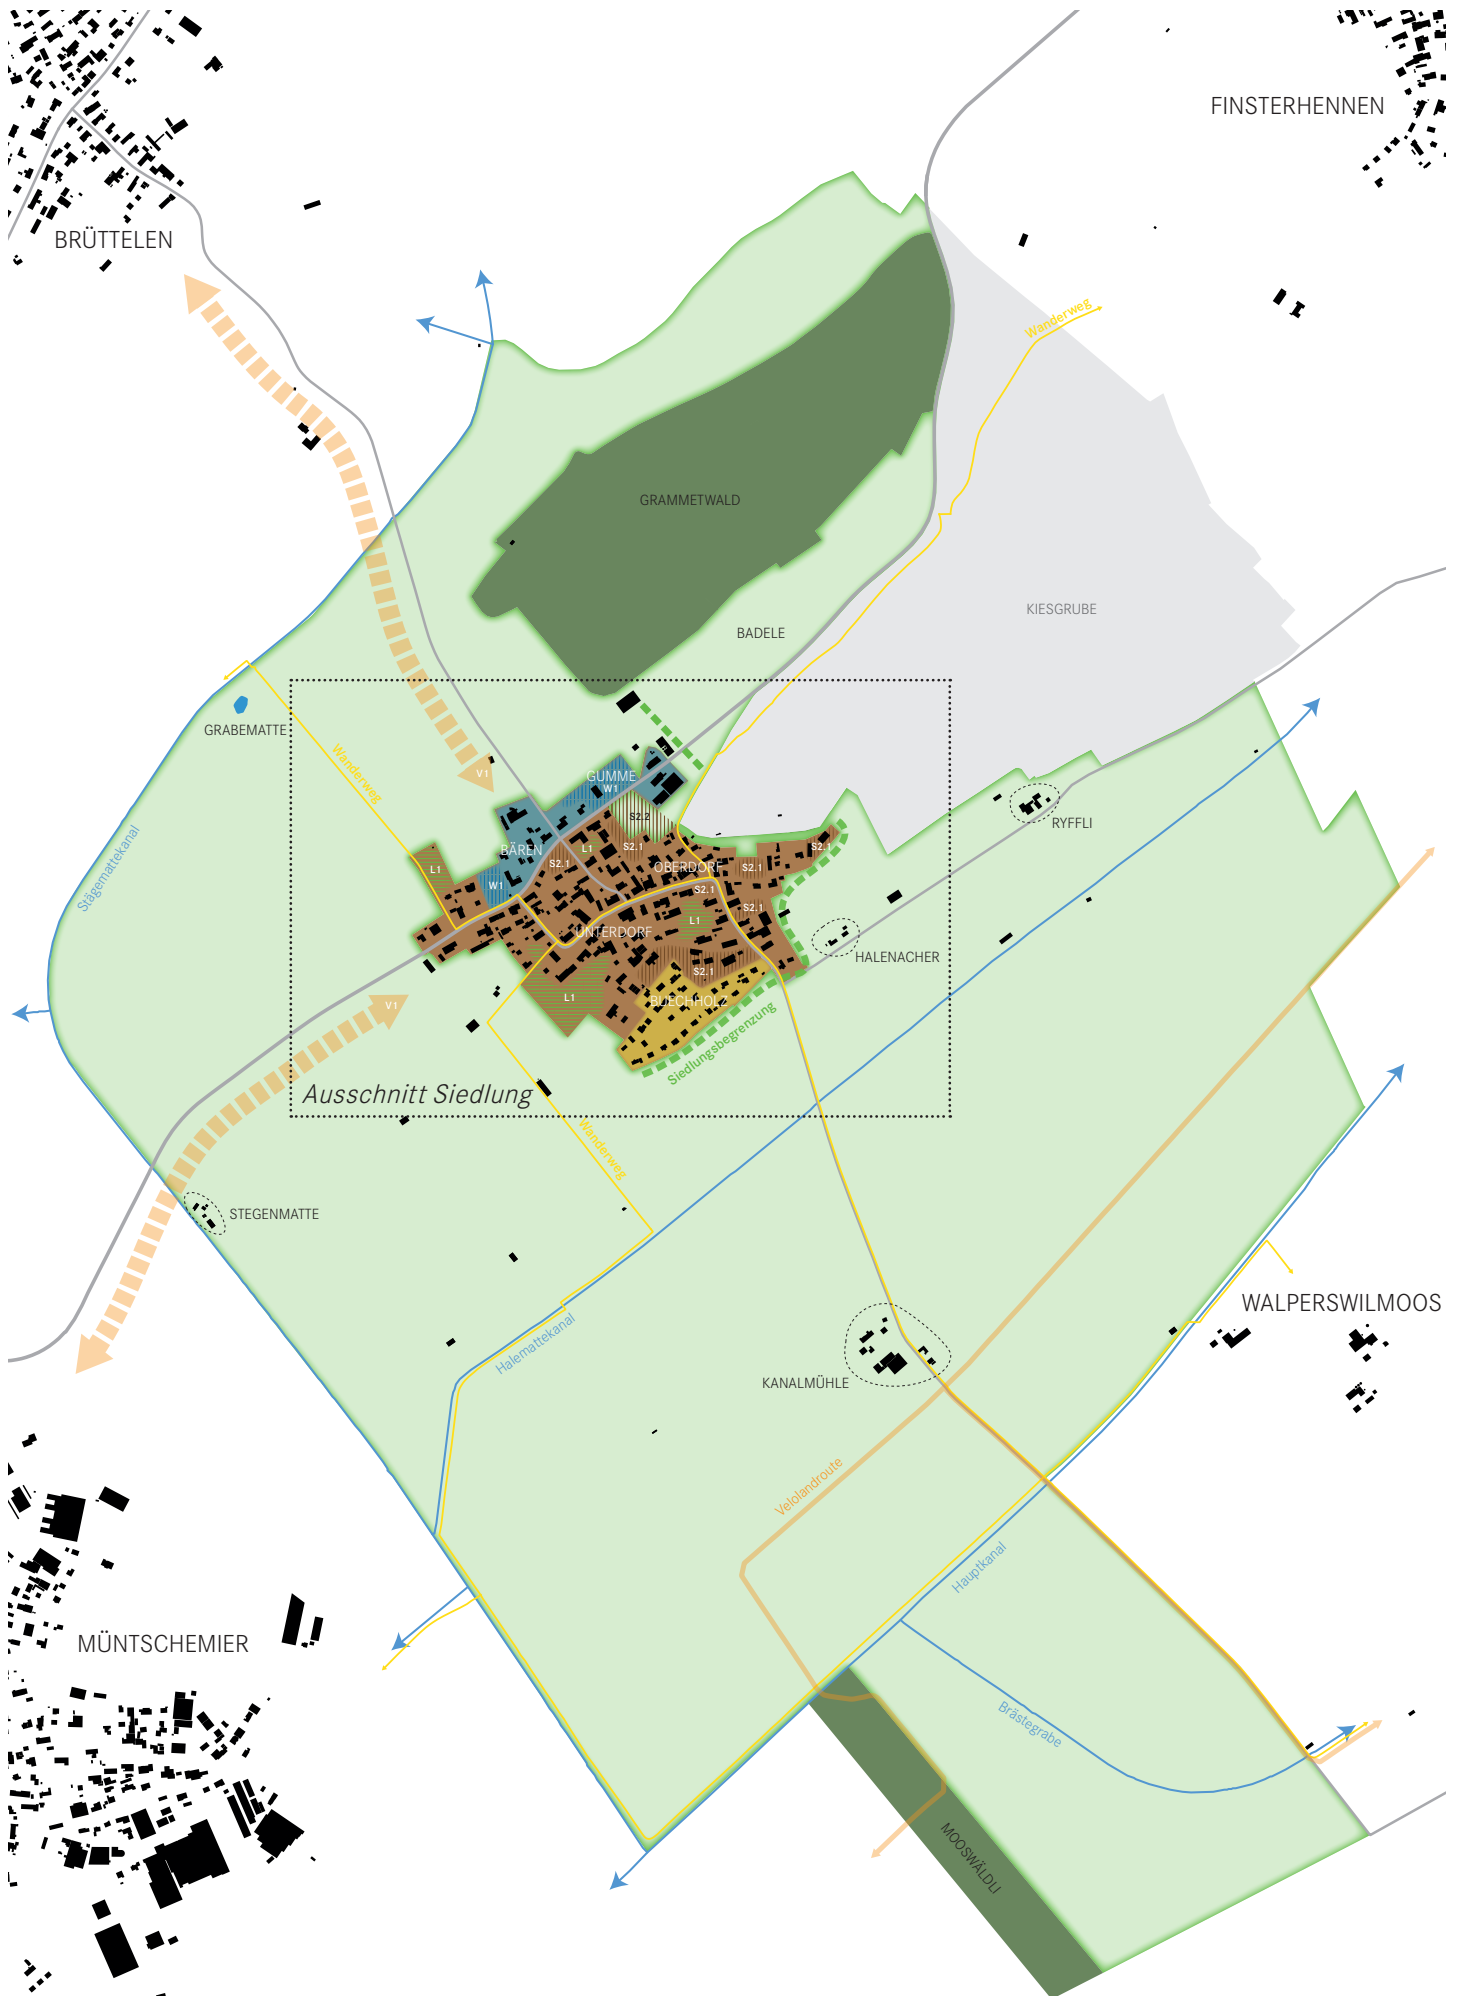 FINSTERHENNEN
BRÜTTELEN
Wanderweg
GRAMMETWALD
KIESGRUBE
BADELE
GRABEMATTE
Wanderweg
V1
GUMME
W1
S2.2
RYFFLI
Stägemattekanal
BÄREN
L1
S2.1
S2.1
S2.1
L1
S2.1
OBERDORF
S2.1
W1
S2.1
S2.1
L1
UNTERDORF
HALENACHER
S2.1
L1
BUECHHOLZ
V1
Siedlungsbegrenzung
Ausschnitt Siedlung
Wanderweg
STEGENMATTE
WALPERSWILMOOS
Halemattekanal
KANALMÜHLE
Velolandroute
Hauptkanal
MÜNTSCHEMIER
Brästegrabe
MOOSWÄLDLI